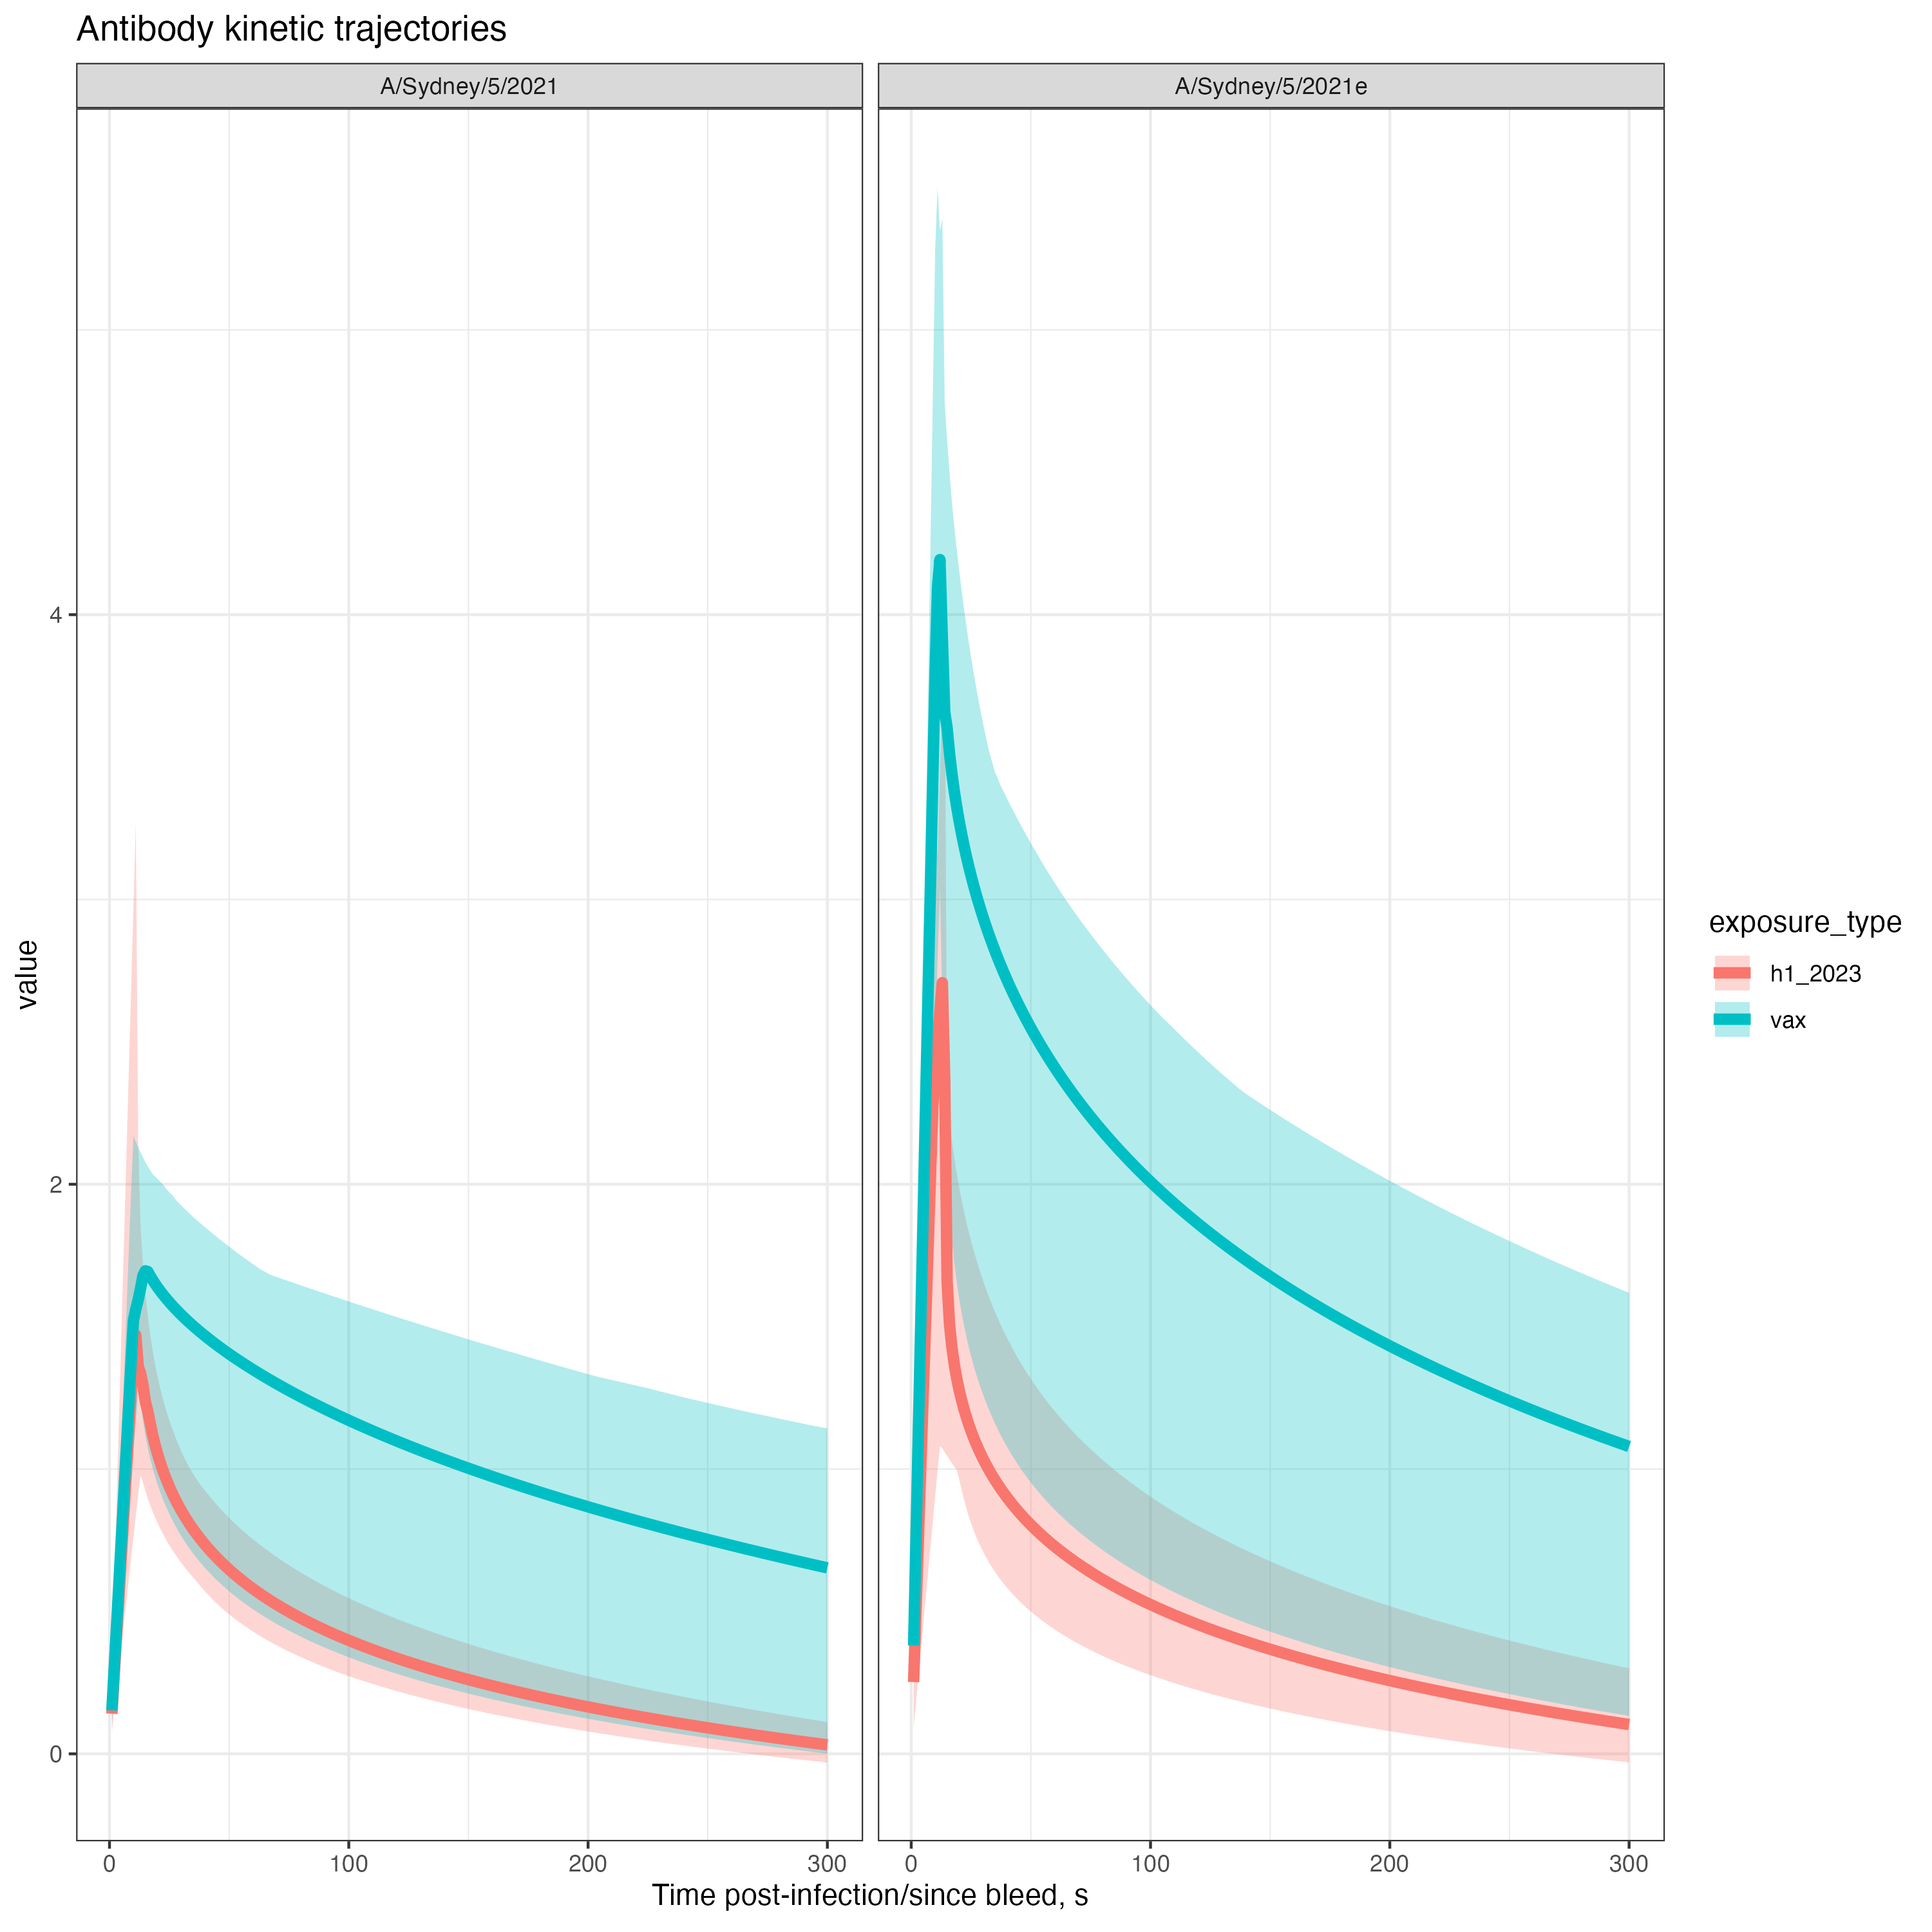 Antibody kinetic trajectories
A/Sydney/5/2021
A/Sydney/5/2021e
value
4
2
0
0
100
200
300
0
100
200
300
Time post-infection/since bleed, s
exposure_type
h1_2023
vax